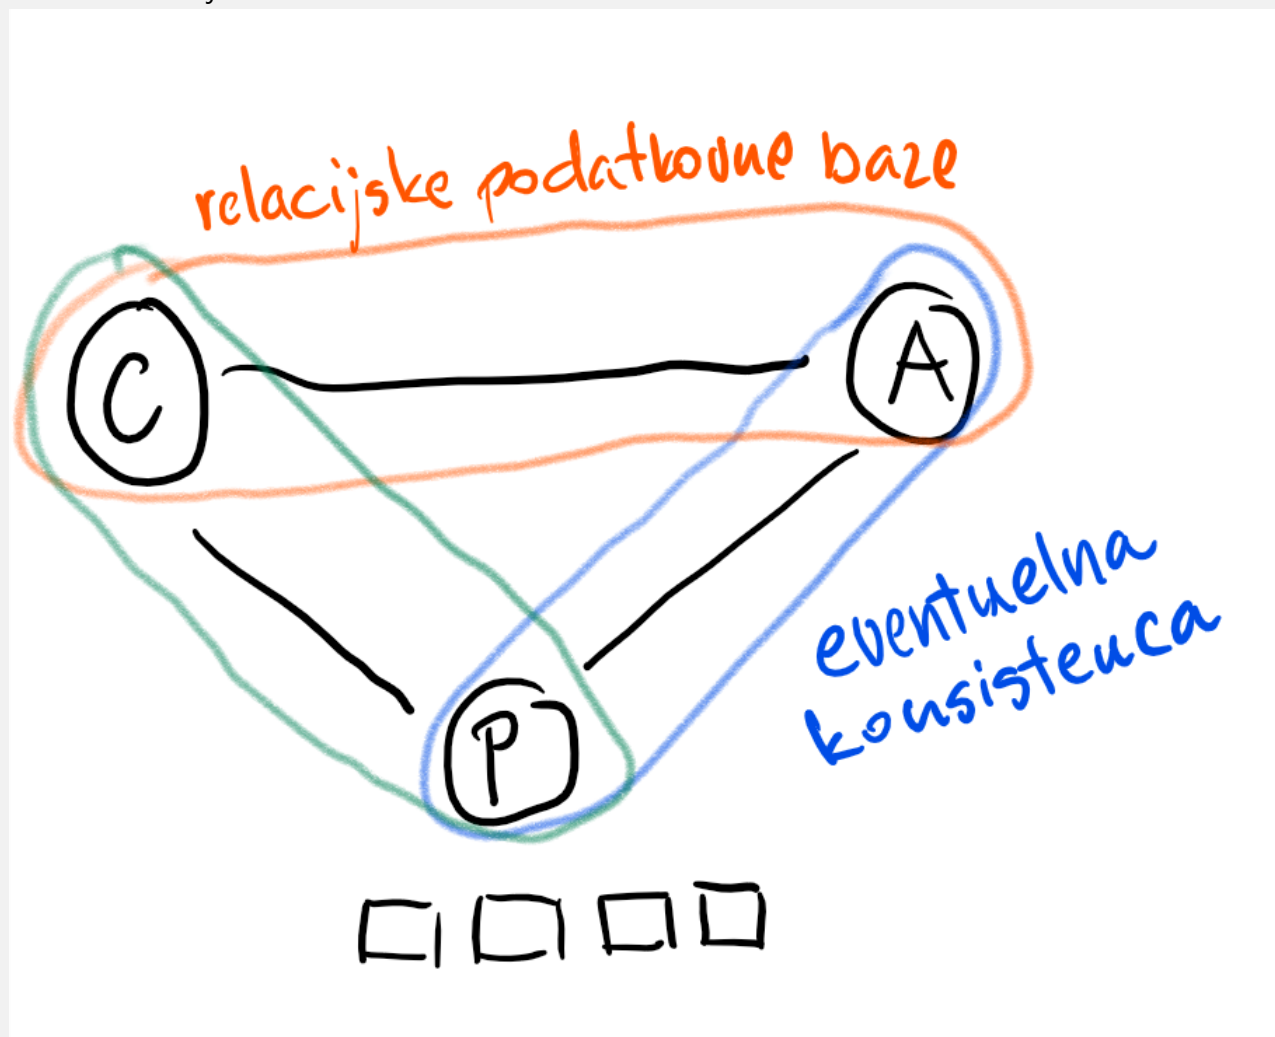 relacijske podatkovne baze
C
A
eventuelna
konsistenca
P